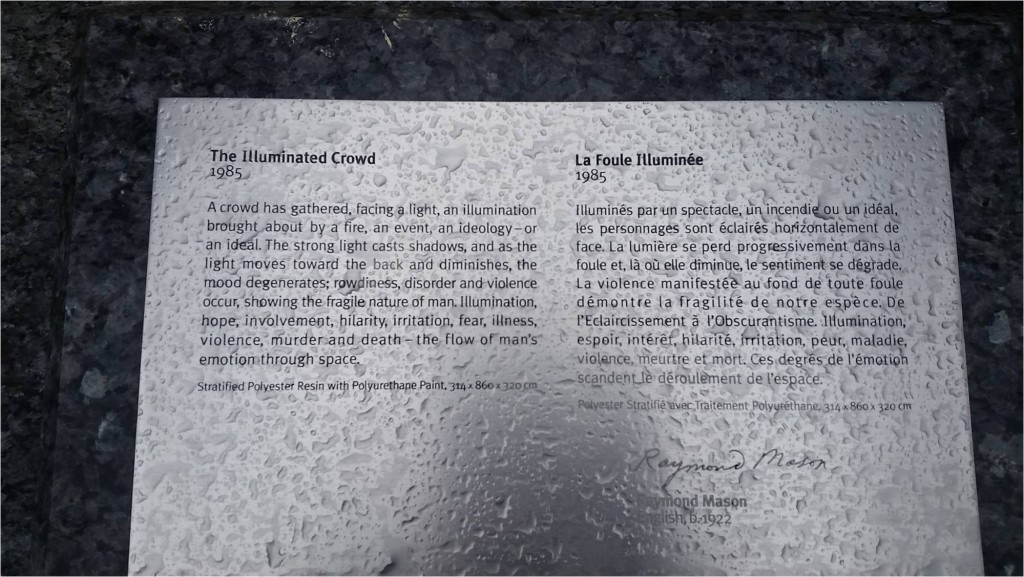 The Illuminated Crowd
1985
A crowd has gathered, facing a light, an illumination
brought about by a fire, an event, an ideology – or
an ideal. The strong light casts shadows, and as the
light moves toward the back and diminishes, the
mood degenerates; rowdiness, disorder and violence
occur, showing the fragile nature of man. Illumination,
hope, involvement, hilarity, irritation, fear, illness,
violence, murder and death – the flow of man's
emotion through space.
Stratified Polyester Resin with Polyurethane Paint, 314 x 860 x 320 cm
La Foule Illuminée
1985
Illuminés par un spectacle, un incendie ou un idéal,
les personnages sont éclairés horizontalement de
face. La lumière se perd progressivement dans la
foule et, là où elle diminue, le sentiment se dégrade.
La violence manifestée au fond de toute foule
démontre la fragilité de notre espèce. De
l'Eclaircissement à l'Obscurantisme. Illumination,
espoir, intérêt, hilarité, irritation, peur, maladie,
violence, meurtre et mort. Ces degrés de l'émotion
scandent le déroulement de l'espace.
Polyester Stratifié avec Traitement Polyuréthane, 314 x 860 x 320 cm
Raymond Mason
Raymond Mason
English, b. 1922